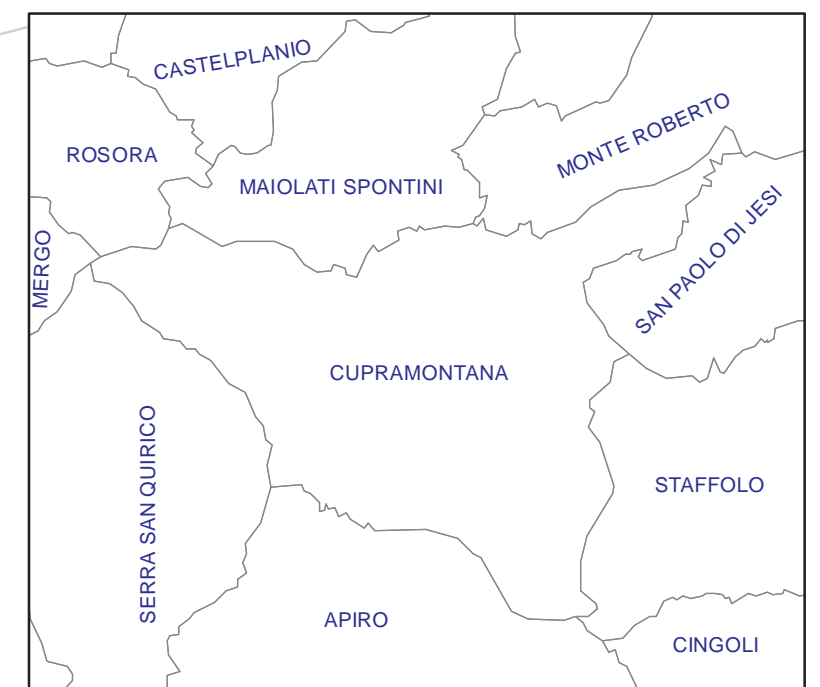 CASTELPLANIO
MONTE ROBERTO
ROSORA
MAIOLATI SPONTINI
SAN PAOLO DI JESI
MERGO
CUPRAMONTANA
SERRA SAN QUIRICO
STAFFOLO
APIRO
CINGOLI